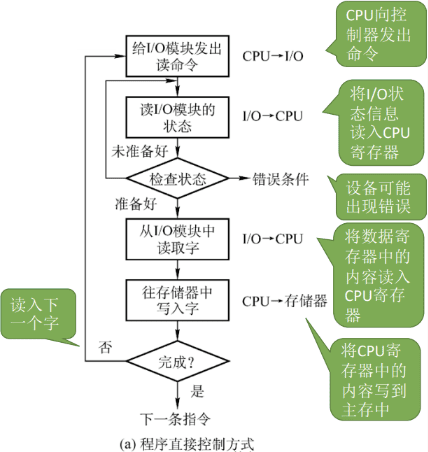 给I/O模块发出
读命令
CPU→I/O
CPU向控
制器发出
命令
读I/O模块的
状态
I/O→CPU
将I/O状
态信息
读入CPU
寄存器
未准备好
检查状态
错误条件
设备可能
出现错误
准备好
从I/O模块中
读取字
I/O→CPU
将数据寄
存器中的
内容读入
CPU寄存
器
往存储器中
写入字
CPU→存储器
读入下
一个字
否
完成?
将CPU寄
存器中的
内容写到
主存中
是
下一条指令
(a) 程序直接控制方式